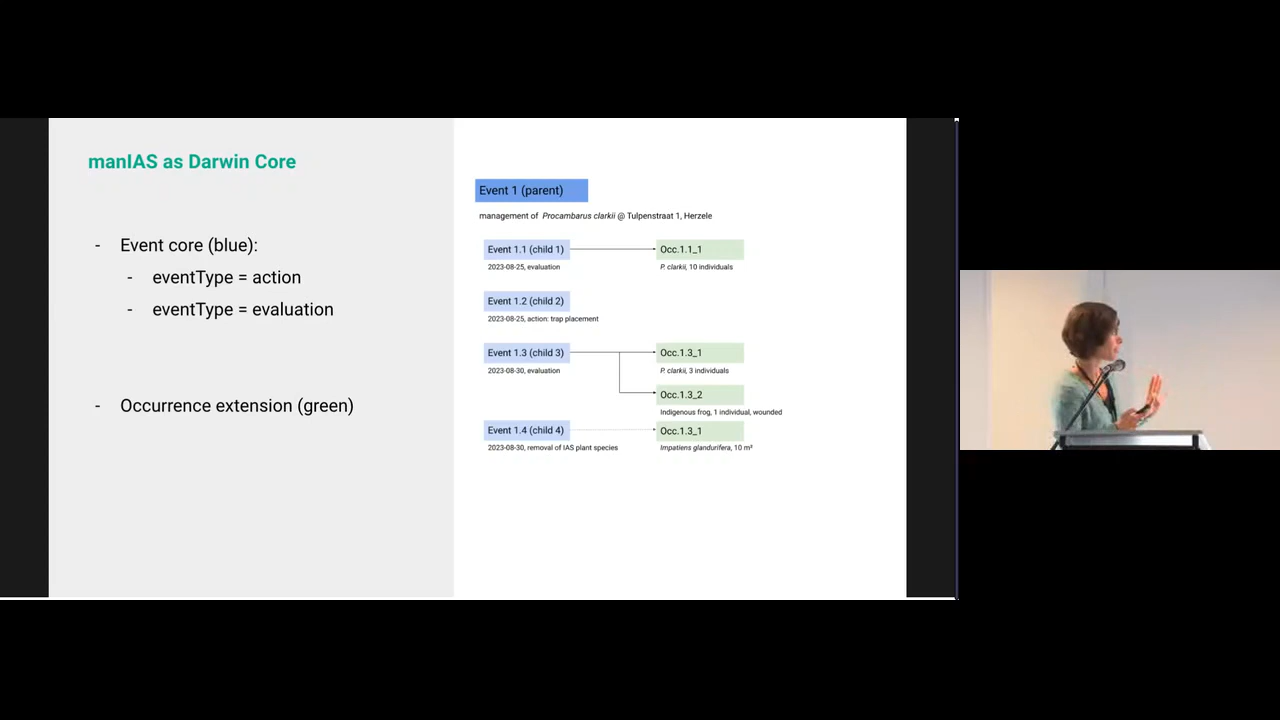 manIAS as Darwin Core
- Event core (blue):
- eventType = action
- eventType = evaluation
- Occurrence extension (green)
Event 1 (parent)
management of Procambarus clarkii @ Tulpenstraat 1, Herzele
Event 1.1 (child 1)
Occ.1.1_1
2023-08-25, evaluation
P. clarkii, 10 individuals
Event 1.2 (child 2)
2023-08-25, action: trap placement
Event 1.3 (child 3)
Occ.1.3_1
2023-08-30, evaluation
P. clarkii, 3 individuals
Occ.1.3_2
Indigenous frog, 1 individual, wounded
Event 1.4 (child 4)
Occ.1.3_1
2023-08-30, removal of IAS plant species
Impatiens glandurifera, 10 m²